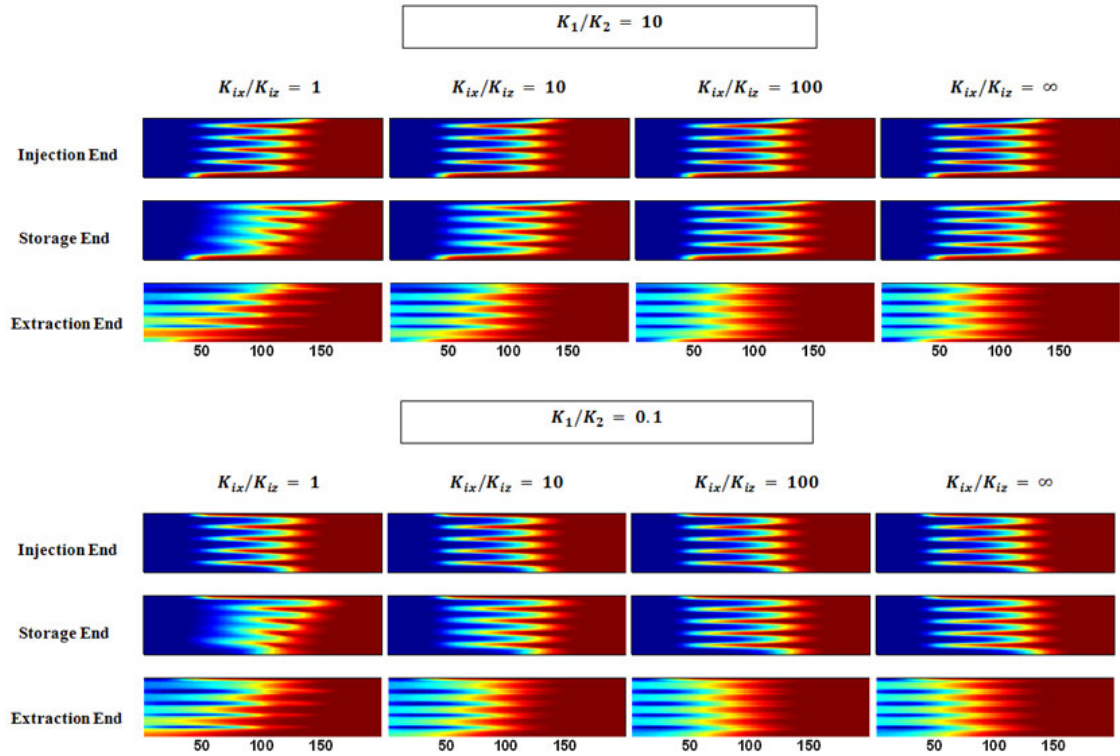 K₁/K₂ = 10
Kᵢₓ/Kᵢz = 1 Kᵢₓ/Kᵢz = 10 Kᵢₓ/Kᵢz = 100 Kᵢₓ/Kᵢz = ∞
Injection End
Storage End
Extraction End
50 100 150 50 100 150 50 100 150 50 100 150
K₁/K₂ = 0.1
Kᵢₓ/Kᵢz = 1 Kᵢₓ/Kᵢz = 10 Kᵢₓ/Kᵢz = 100 Kᵢₓ/Kᵢz = ∞
Injection End
Storage End
Extraction End
50 100 150 50 100 150 50 100 150 50 100 150